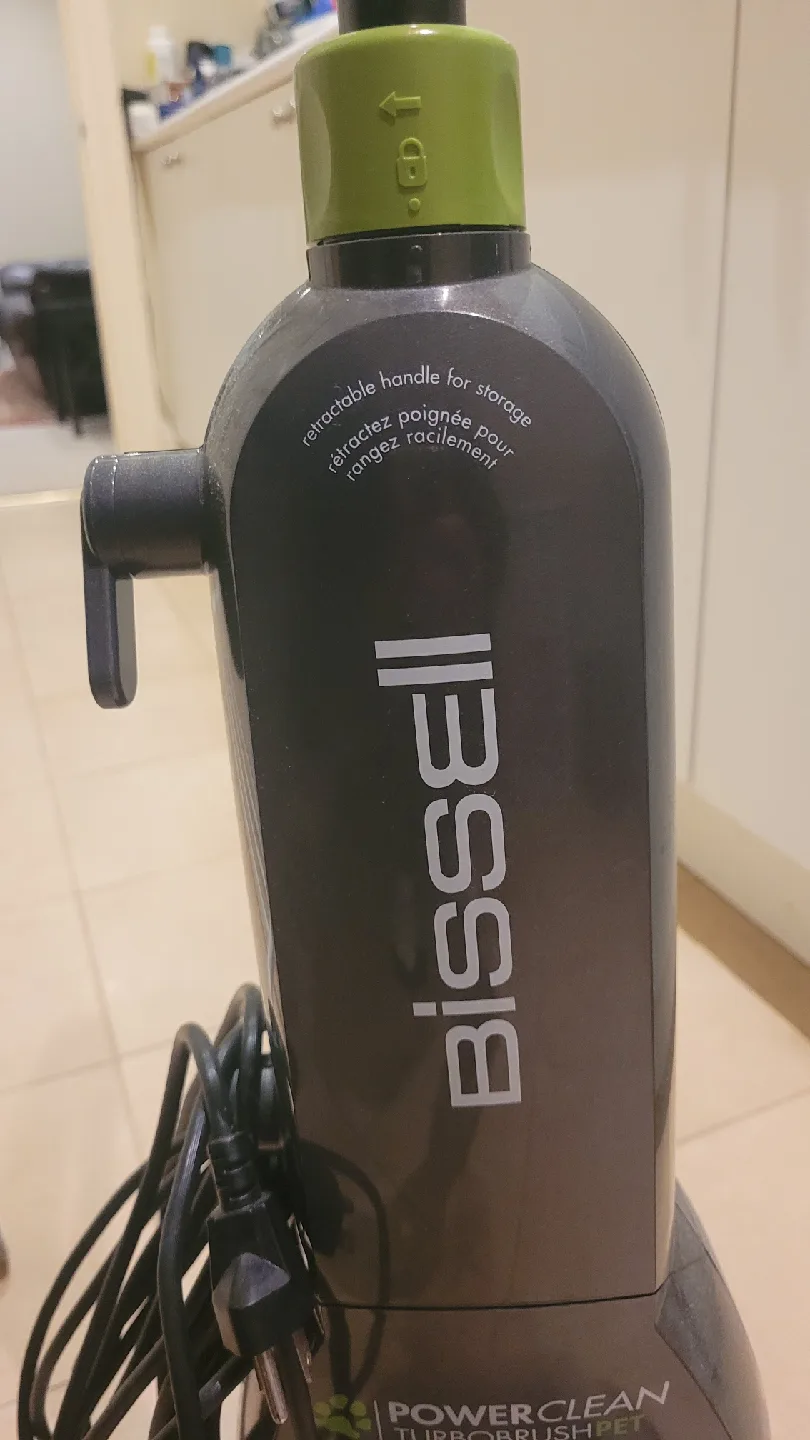 retractable handle for storage
rétractez poignée pour
rangez racilement
BISSELL
POWERCLEAN
TURBOBRUSHPET